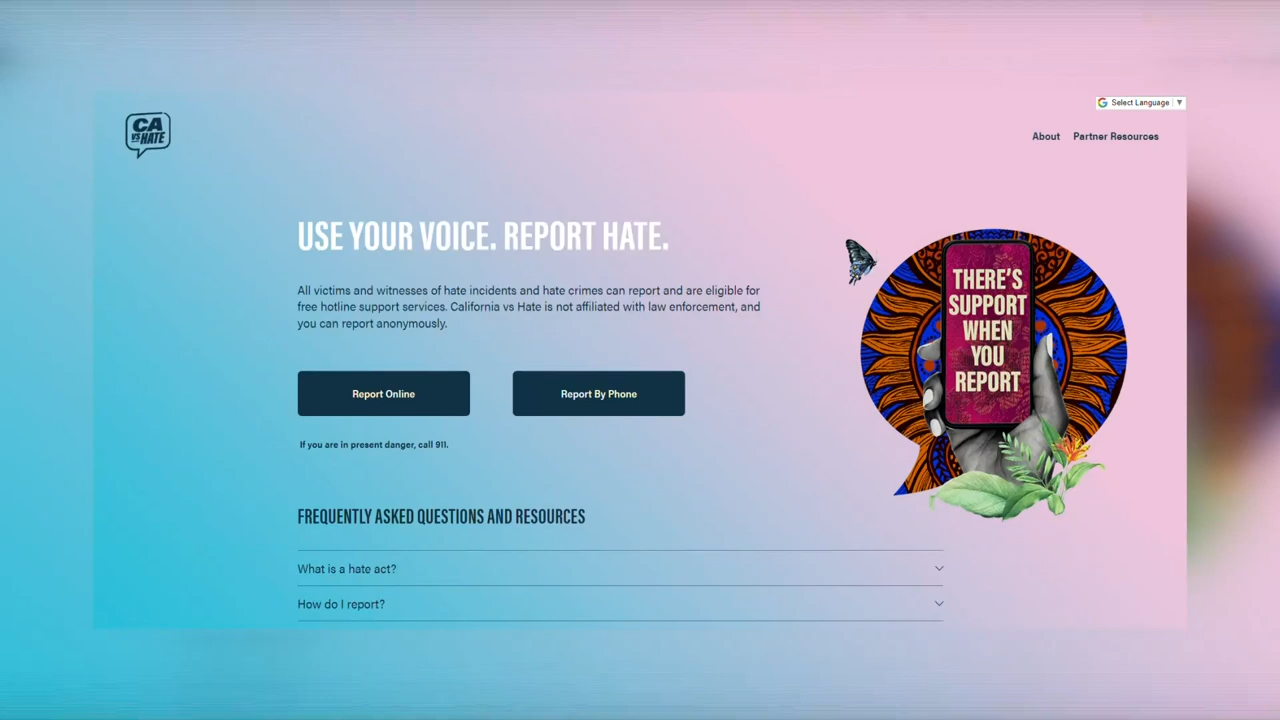 Select Language
CA
VS HATE
About
Partner Resources
USE YOUR VOICE. REPORT HATE.
All victims and witnesses of hate incidents and hate crimes can report and are eligible for
free hotline support services. California vs Hate is not affiliated with law enforcement, and
you can report anonymously.
THERE'S
SUPPORT
WHEN
YOU
REPORT
Report Online
Report By Phone
If you are in present danger, call 911.
FREQUENTLY ASKED QUESTIONS AND RESOURCES
What is a hate act?
How do I report?